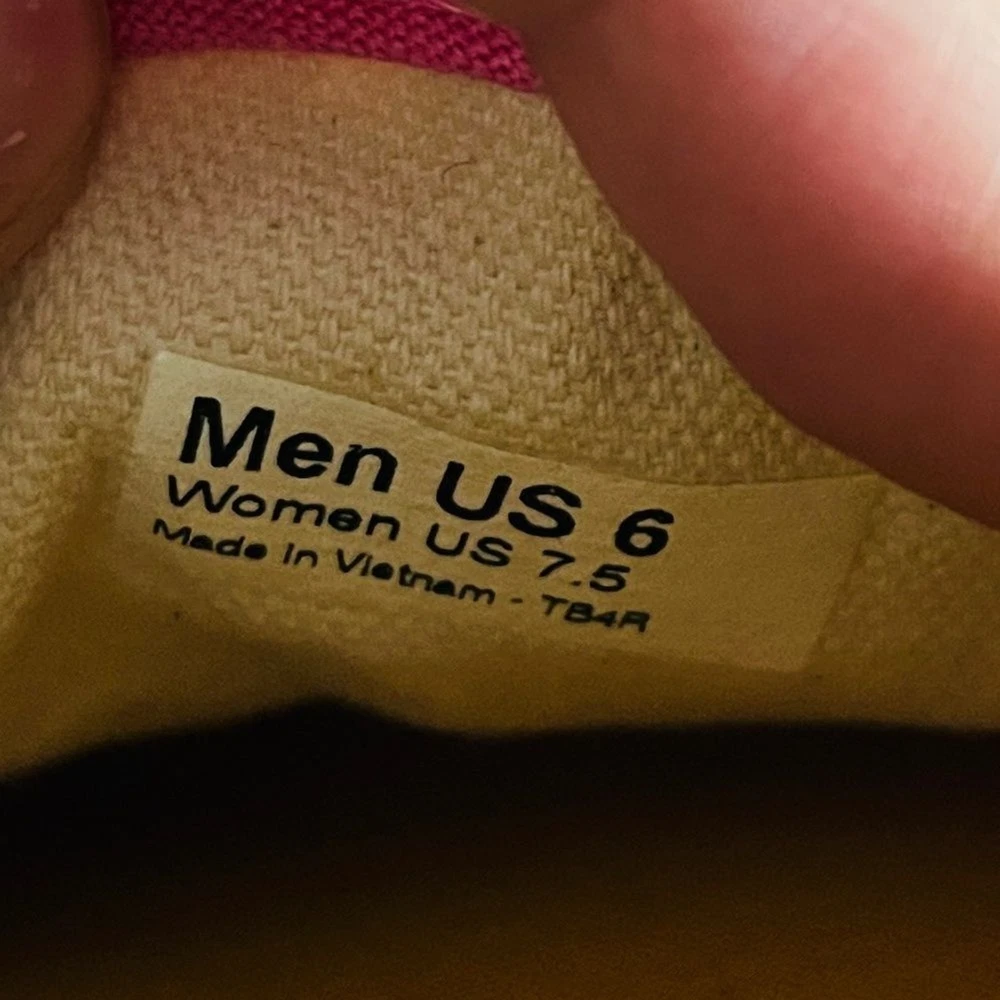 Men US 6
Women US 7.5
Made in Vietnam - TB4R